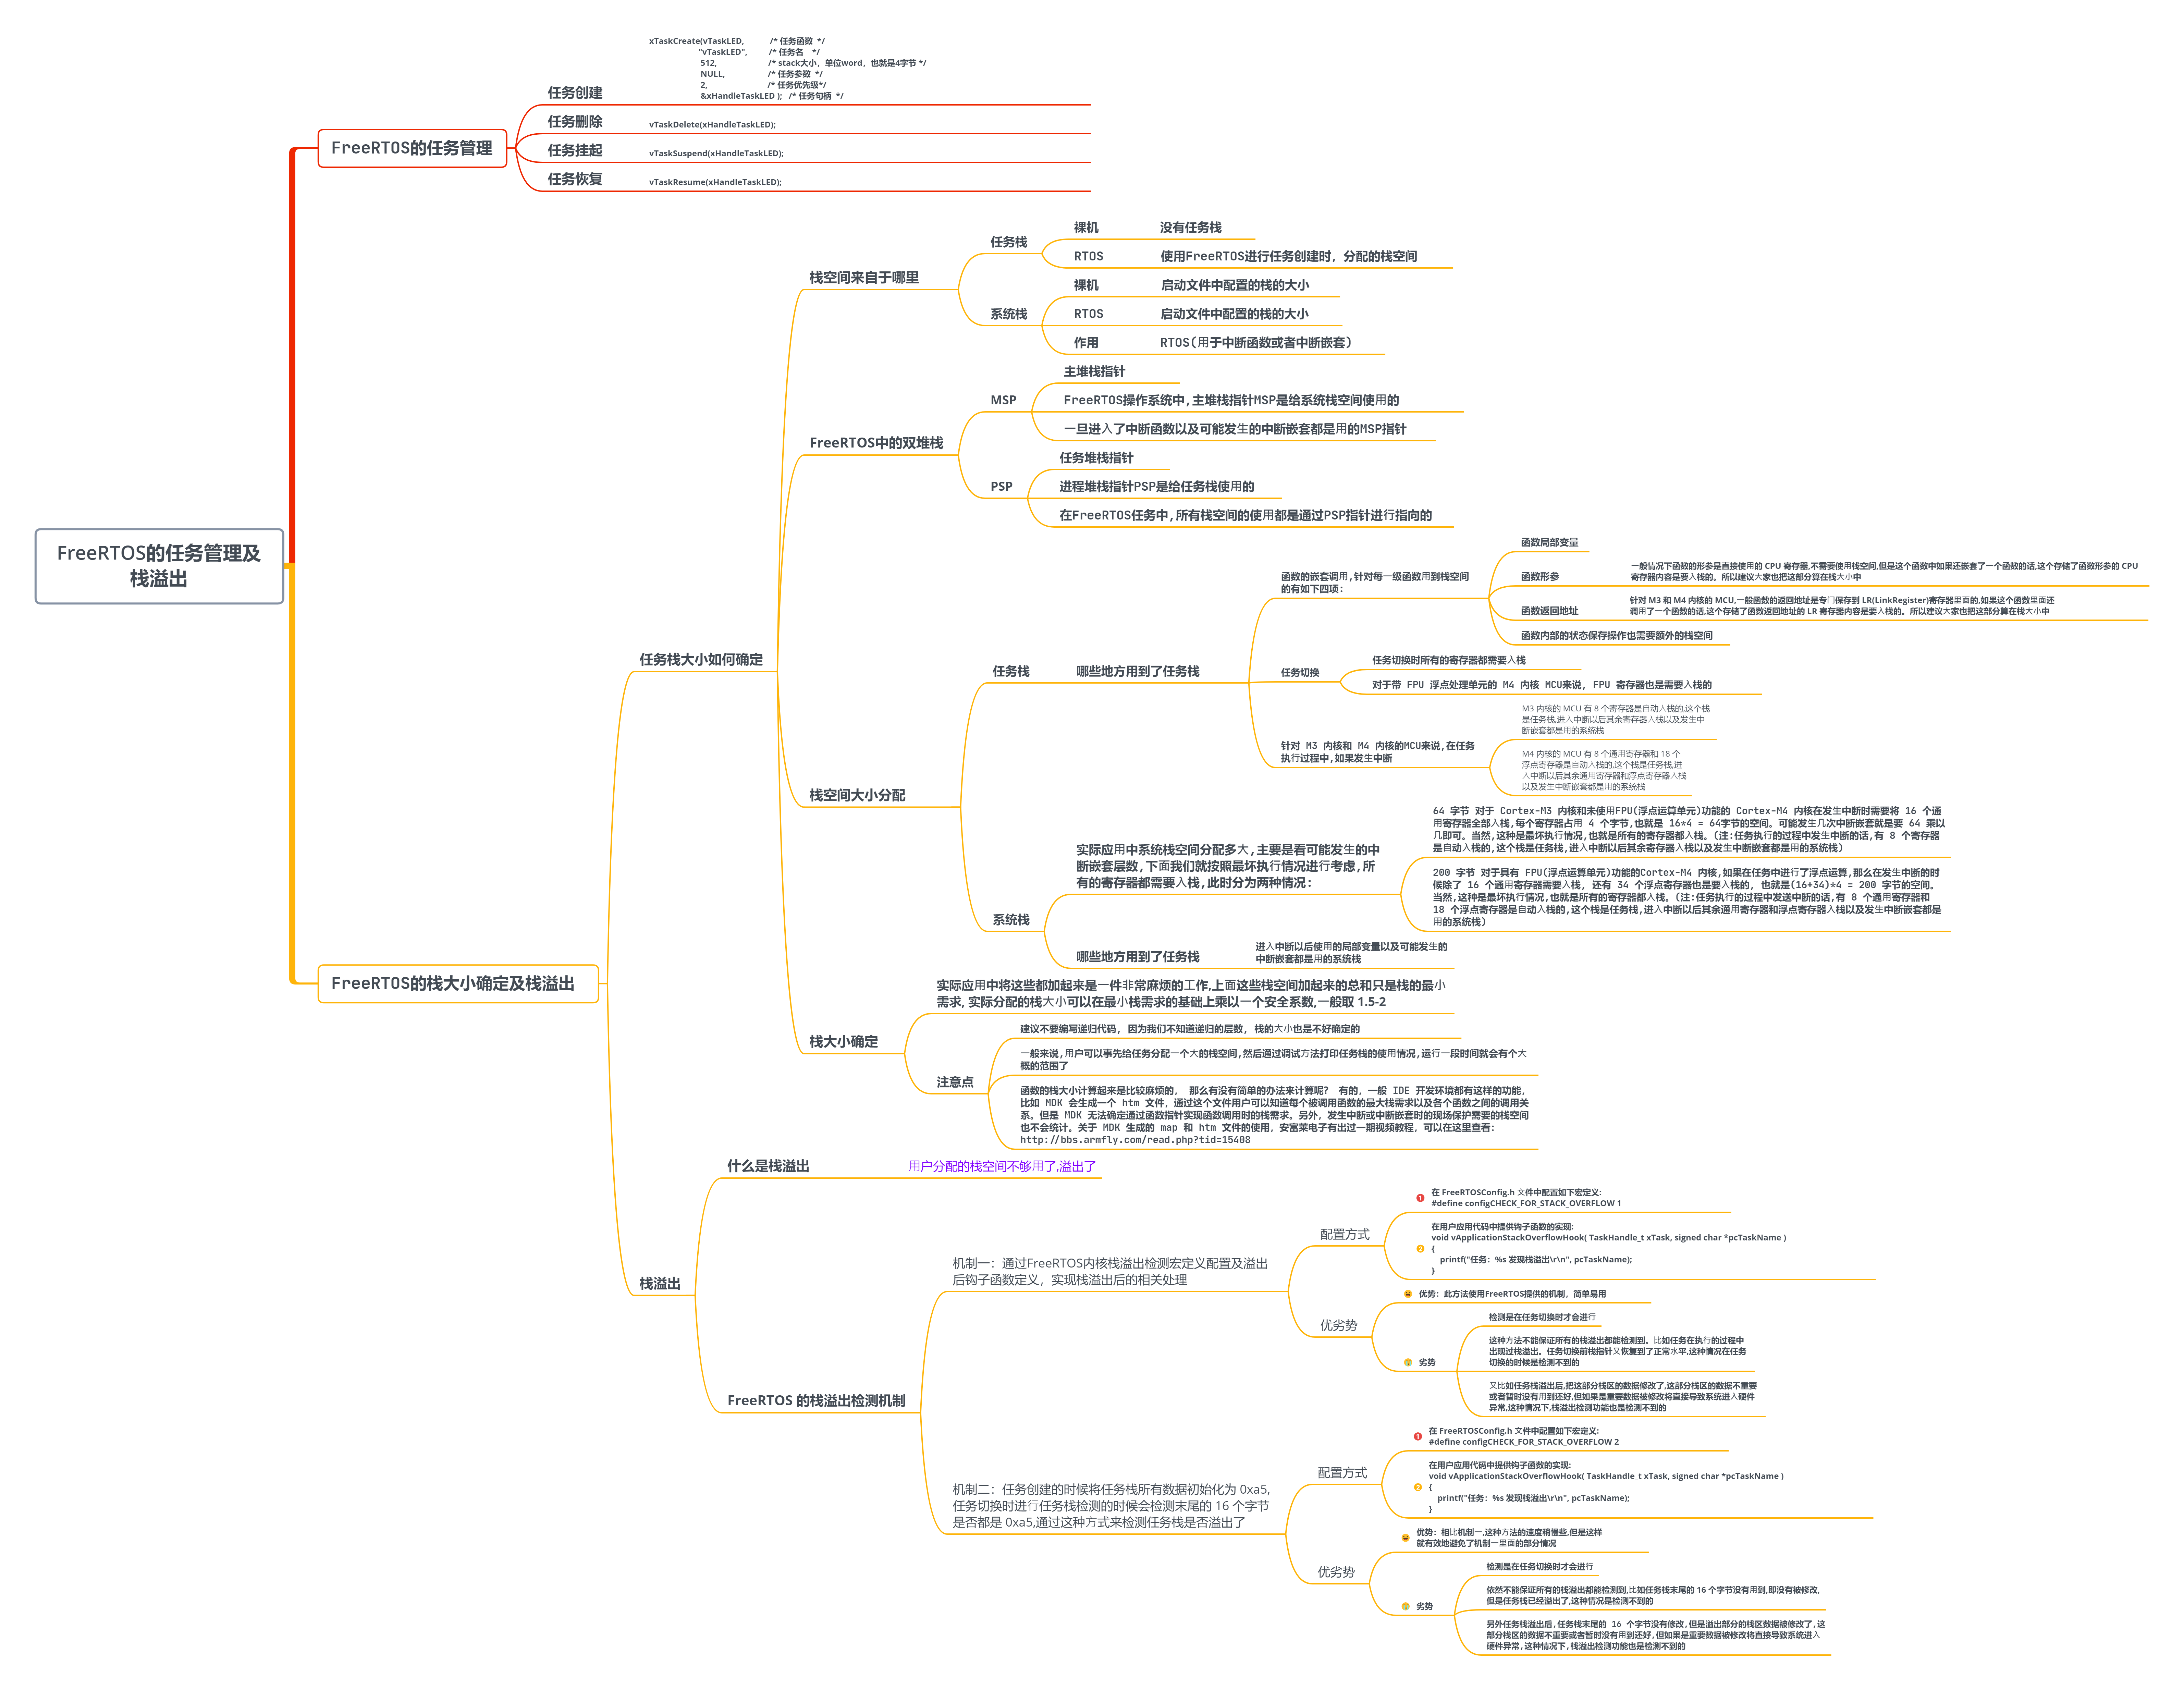 FreeRTOS的任务管理及
栈溢出
FreeRTOS的任务管理
任务创建
xTaskCreate(vTaskLED, /* 任务函数 */
"vTaskLED", /* 任务名 */
512, /* stack大小，单位word，也就是4字节 */
NULL, /* 任务参数 */
2, /* 任务优先级*/
&xHandleTaskLED ); /* 任务句柄 */
任务删除
vTaskDelete(xHandleTaskLED);
任务挂起
vTaskSuspend(xHandleTaskLED);
任务恢复
vTaskResume(xHandleTaskLED);
FreeRTOS的栈大小确定及栈溢出
任务栈大小如何确定
栈空间来自于哪里
任务栈
裸机
没有任务栈
RTOS
使用FreeRTOS进行任务创建时，分配的栈空间
系统栈
裸机
启动文件中配置的栈的大小
RTOS
启动文件中配置的栈的大小
作用
RTOS(用于中断函数或者中断嵌套)
FreeRTOS中的双堆栈
MSP
主堆栈指针
FreeRTOS操作系统中,主堆栈指针MSP是给系统栈空间使用的
一旦进入了中断函数以及可能发生的中断嵌套都是用的MSP指针
PSP
任务堆栈指针
进程堆栈指针PSP是给任务栈使用的
在FreeRTOS任务中,所有栈空间的使用都是通过PSP指针进行指向的
栈空间大小分配
任务栈
哪些地方用到了任务栈
函数的嵌套调用,针对每一级函数用到栈空间
的有如下四项：
函数局部变量
函数形参
一般情况下函数的形参是直接使用的 CPU 寄存器,不需要使用栈空间,但是这个函数中如果还嵌套了一个函数的话,这个存储了函数形参的 CPU
寄存器内容是要入栈的。所以建议大家也把这部分算在栈大小中
函数返回地址
针对 M3 和 M4 内核的 MCU,一般函数的返回地址是专门保存到 LR(LinkRegister)寄存器里面的,如果这个函数里面还
调用了一个函数的话,这个存储了函数返回地址的 LR 寄存器内容是要入栈的。所以建议大家也把这部分算在栈大小中
函数内部的状态保存操作也需要额外的栈空间
任务切换
任务切换时所有的寄存器都需要入栈
对于带 FPU 浮点处理单元的 M4 内核 MCU来说, FPU 寄存器也是需要入栈的
针对 M3 内核和 M4 内核的MCU来说,在任务
执行过程中,如果发生中断
M3 内核的 MCU 有 8 个寄存器是自动入栈的,这个栈
是任务栈,进入中断以后其余寄存器入栈以及发生中
断嵌套都是用的系统栈
M4 内核的 MCU 有 8 个通用寄存器和 18 个
浮点寄存器是自动入栈的,这个栈是任务栈,进
入中断以后其余通用寄存器和浮点寄存器入栈
以及发生中断嵌套都是用的系统栈
系统栈
实际应用中系统栈空间分配多大,主要是看可能发生的中
断嵌套层数,下面我们就按照最坏执行情况进行考虑,所
有的寄存器都需要入栈,此时分为两种情况：
64 字节 对于 Cortex-M3 内核和未使用FPU(浮点运算单元)功能的 Cortex-M4 内核在发生中断时需要将 16 个通
用寄存器全部入栈,每个寄存器占用 4 个字节,也就是 16*4 = 64字节的空间。可能发生几次中断嵌套就是要 64 乘以
几即可。当然,这种是最坏执行情况,也就是所有的寄存器都入栈。(注:任务执行的过程中发生中断的话,有 8 个寄存器
是自动入栈的,这个栈是任务栈,进入中断以后其余寄存器入栈以及发生中断嵌套都是用的系统栈)
200 字节 对于具有 FPU(浮点运算单元)功能的Cortex-M4 内核,如果在任务中进行了浮点运算,那么在发生中断的时
候除了 16 个通用寄存器需要入栈, 还有 34 个浮点寄存器也是要入栈的, 也就是(16+34)*4 = 200 字节的空间。
当然,这种是最坏执行情况,也就是所有的寄存器都入栈。(注:任务执行的过程中发送中断的话,有 8 个通用寄存器和
18 个浮点寄存器是自动入栈的,这个栈是任务栈,进入中断以后其余通用寄存器和浮点寄存器入栈以及发生中断嵌套都是
用的系统栈)
哪些地方用到了任务栈
进入中断以后使用的局部变量以及可能发生的
中断嵌套都是用的系统栈
栈大小确定
实际应用中将这些都加起来是一件非常麻烦的工作,上面这些栈空间加起来的总和只是栈的最小
需求, 实际分配的栈大小可以在最小栈需求的基础上乘以一个安全系数,一般取 1.5-2
注意点
建议不要编写递归代码, 因为我们不知道递归的层数, 栈的大小也是不好确定的
一般来说,用户可以事先给任务分配一个大的栈空间,然后通过调试方法打印任务栈的使用情况,运行一段时间就会有个大
概的范围了
函数的栈大小计算起来是比较麻烦的, 那么有没有简单的办法来计算呢? 有的, 一般 IDE 开发环境都有这样的功能,
比如 MDK 会生成一个 htm 文件, 通过这个文件用户可以知道每个被调用函数的最大栈需求以及各个函数之间的调用关
系。但是 MDK 无法确定通过函数指针实现函数调用时的栈需求。另外, 发生中断或中断嵌套时的现场保护需要的栈空间
也不会统计。关于 MDK 生成的 map 和 htm 文件的使用, 安富莱电子有出过一期视频教程, 可以在这里查看:
http://bbs.armfly.com/read.php?tid=15408
栈溢出
什么是栈溢出
用户分配的栈空间不够用了,溢出了
FreeRTOS 的栈溢出检测机制
机制一：通过FreeRTOS内核栈溢出检测宏定义配置及溢出
后钩子函数定义，实现栈溢出后的相关处理
配置方式
1
在 FreeRTOSConfig.h 文件中配置如下宏定义:
#define configCHECK_FOR_STACK_OVERFLOW 1
2
在用户应用代码中提供钩子函数的实现:
void vApplicationStackOverflowHook( TaskHandle_t xTask, signed char *pcTaskName )
{
printf("任务：%s 发现栈溢出\r\n", pcTaskName);
}
优劣势
优势：此方法使用FreeRTOS提供的机制，简单易用
劣势
检测是在任务切换时才会进行
这种方法不能保证所有的栈溢出都能检测到。比如任务在执行的过程中
出现过栈溢出。任务切换前栈指针又恢复到了正常水平,这种情况在任务
切换的时候是检测不到的
又比如任务栈溢出后,把这部分栈区的数据修改了,这部分栈区的数据不重要
或者暂时没有用到还好,但如果是重要数据被修改将直接导致系统进入硬件
异常,这种情况下,栈溢出检测功能也是检测不到的
机制二：任务创建的时候将任务栈所有数据初始化为 0xa5,
任务切换时进行任务栈检测的时候会检测末尾的 16 个字节
是否都是 0xa5,通过这种方式来检测任务栈是否溢出了
配置方式
1
在 FreeRTOSConfig.h 文件中配置如下宏定义:
#define configCHECK_FOR_STACK_OVERFLOW 2
2
在用户应用代码中提供钩子函数的实现:
void vApplicationStackOverflowHook( TaskHandle_t xTask, signed char *pcTaskName )
{
printf("任务：%s 发现栈溢出\r\n", pcTaskName);
}
优劣势
优势：相比机制一,这种方法的速度稍慢些,但是这样
就有效地避免了机制一里面的部分情况
劣势
检测是在任务切换时才会进行
依然不能保证所有的栈溢出都能检测到,比如任务栈末尾的 16 个字节没有用到,即没有被修改,
但是任务栈已经溢出了,这种情况是检测不到的
另外任务栈溢出后,任务栈末尾的 16 个字节没有修改,但是溢出部分的栈区数据被修改了,这
部分栈区的数据不重要或者暂时没有用到还好,但如果是重要数据被修改将直接导致系统进入
硬件异常,这种情况下,栈溢出检测功能也是检测不到的